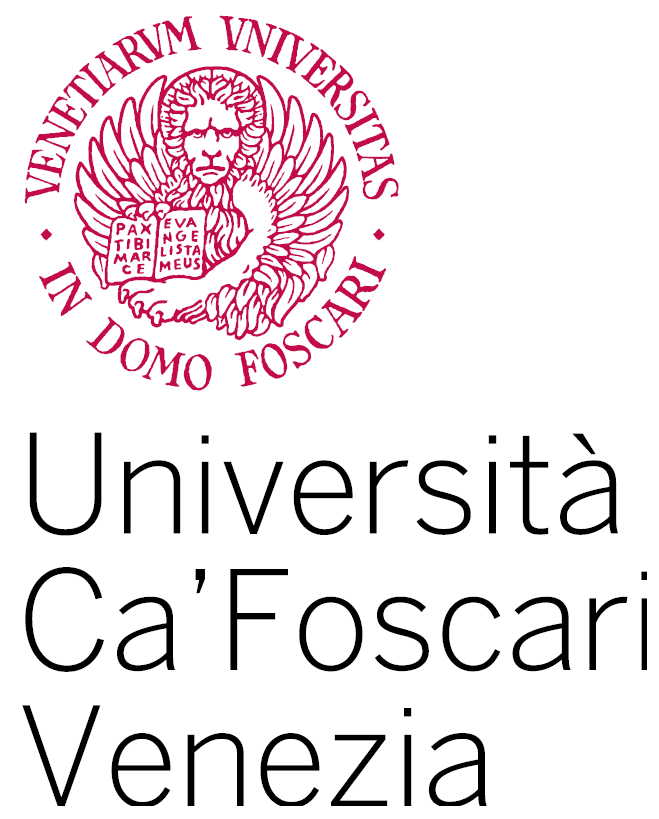 VENETIARVM VNIVERSITAS
IN DOMO FOSCARI
PAX
TIBI
MAR
CE
EVA
NGE
LISTA
MEUS
Università
Ca’Foscari
Venezia